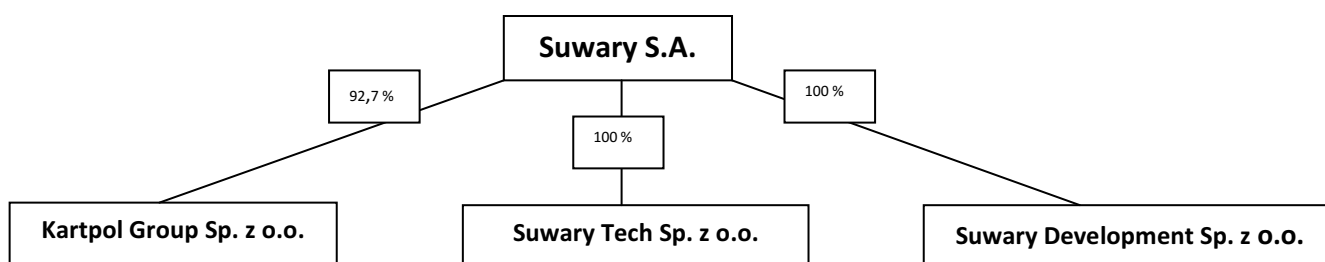 Suwary S.A.
92,7 %
100 %
100 %
Kartpol Group Sp. z o.o.
Suwary Tech Sp. z o.o.
Suwary Development Sp. z o.o.